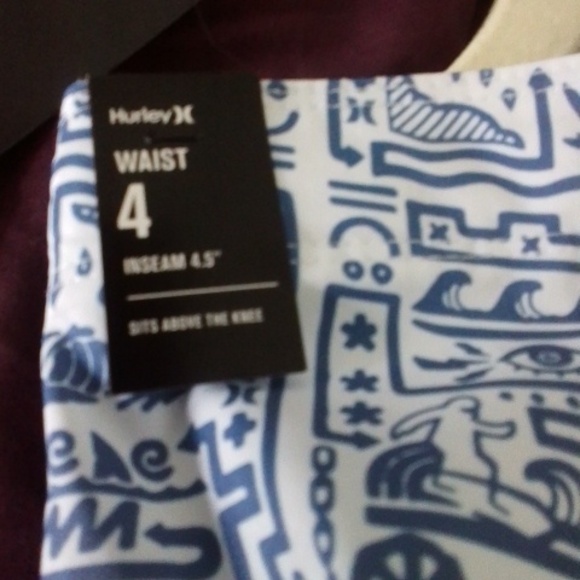 Hurley
WAIST
4
INSEAM 4.5"
SITS ABOVE THE KNEE